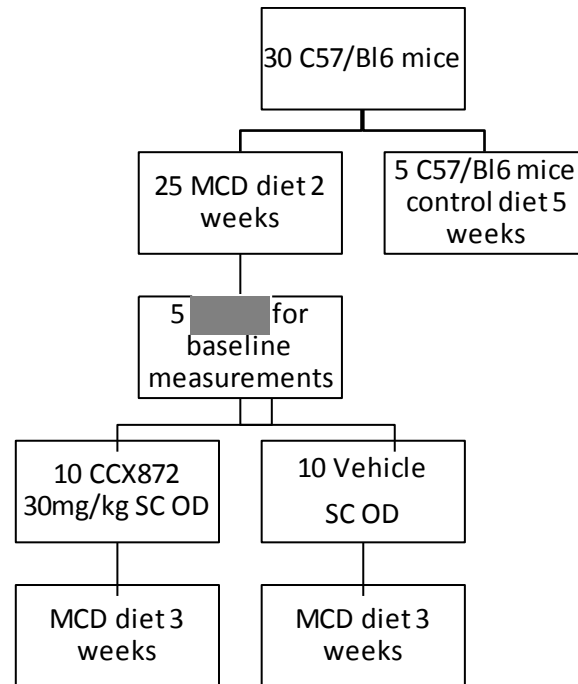 30 C57/Bl6 mice
25 MCD diet 2
weeks
5 C57/Bl6 mice
control diet 5
weeks
5 for
baseline
measurements
10 CCX872
30mg/kg SC OD
10 Vehicle
SC OD
MCD diet 3
weeks
MCD diet 3
weeks